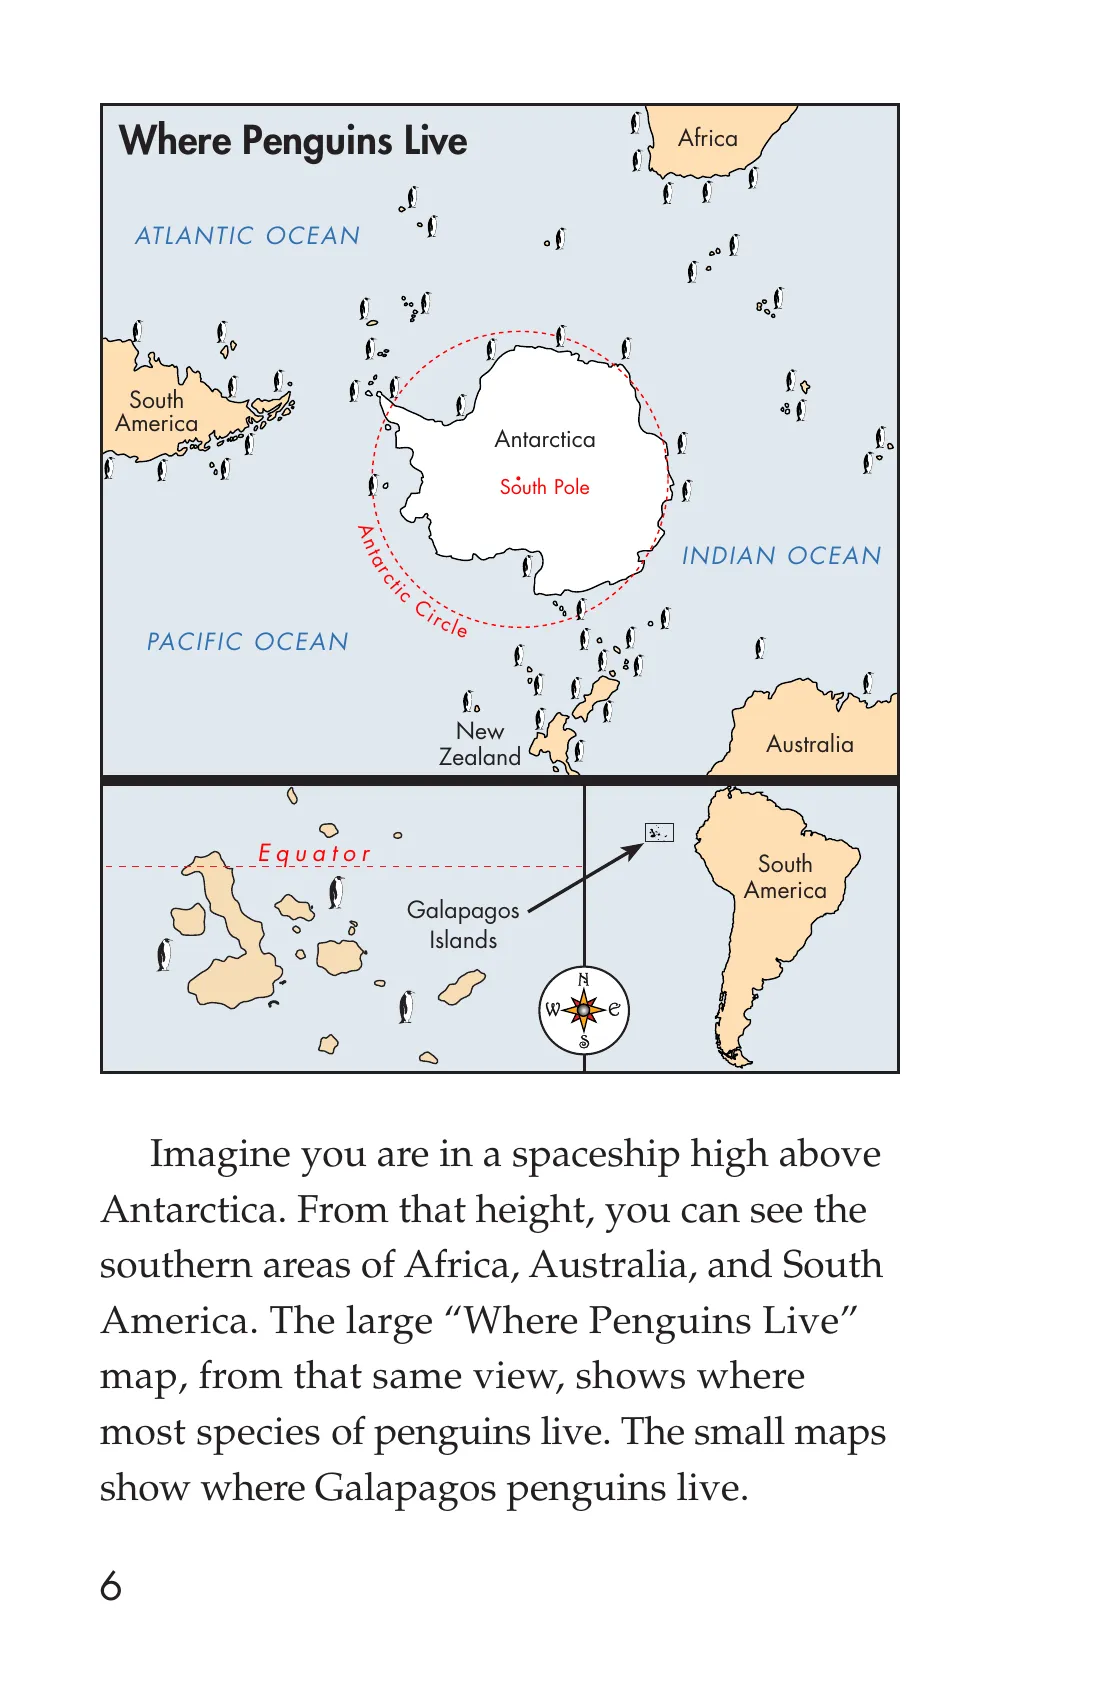 Where Penguins Live
Africa
ATLANTIC OCEAN
South
America
Antarctica
South Pole
Antarctic Circle
INDIAN OCEAN
PACIFIC OCEAN
New
Zealand
Australia
Equator
Galapagos
Islands
South
America
N
W E
S
Imagine you are in a spaceship high above
Antarctica. From that height, you can see the
southern areas of Africa, Australia, and South
America. The large “Where Penguins Live”
map, from that same view, shows where
most species of penguins live. The small maps
show where Galapagos penguins live.
6